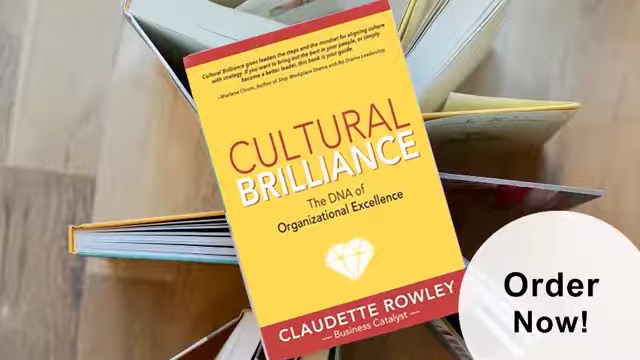 Cultural Brilliance gives leaders the steps and the mindset for aligning culture
with strategy. If you want to bring out the best in your people, or simply
become a better leader, this book is your guide.
—Marlene Chism, Author of Stop Workplace Drama and No Drama Leadership
CULTURAL
BRILLIANCE
The DNA of
Organizational Excellence
CLAUDETTE ROWLEY
— Business Catalyst —
Order
Now!